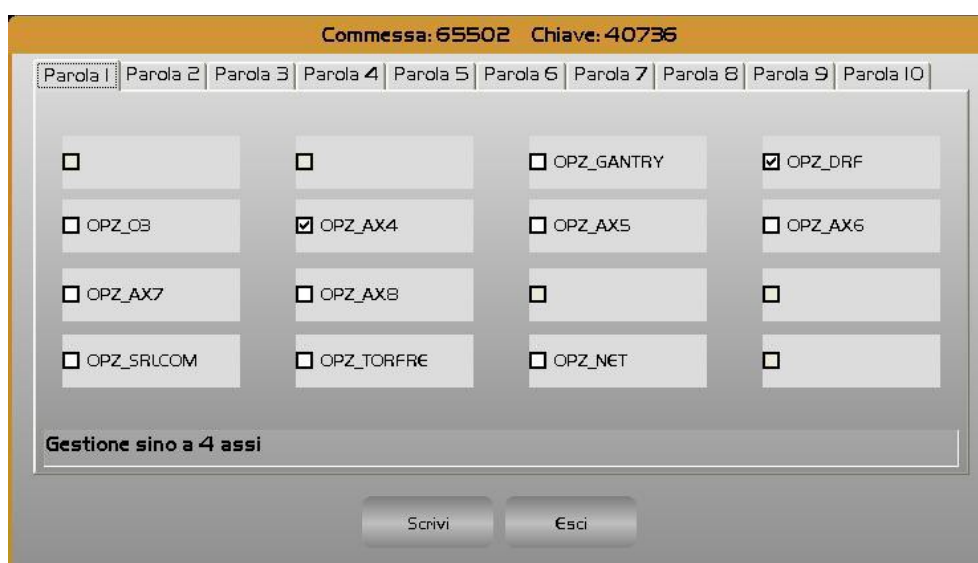 Commessa: 65502 Chiave: 40736
Parola 1 Parola 2 Parola 3 Parola 4 Parola 5 Parola 6 Parola 7 Parola 8 Parola 9 Parola 10
OPZ_GANTRY OPZ_DRF
OPZ_O3 OPZ_AX4 OPZ_AX5 OPZ_AX6
OPZ_AX7 OPZ_AX8
OPZ_SRLCOM OPZ_TORFRE OPZ_NET
Gestione sino a 4 assi
Scrivi Esci